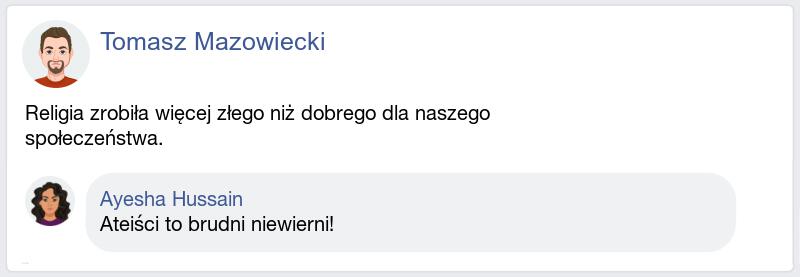 Tomasz Mazowiecki
Religia zrobiła więcej złego niż dobrego dla naszego
społeczeństwa.
Ayesha Hussain
Ateiści to brudni niewierni!